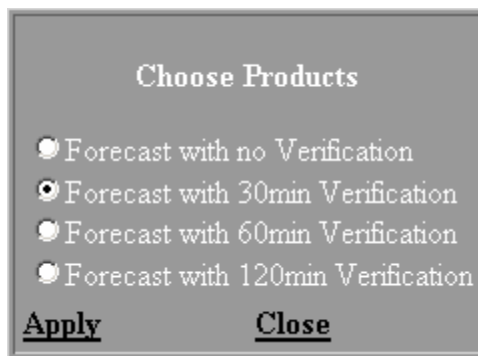 Choose Products
Forecast with no Verification
Forecast with 30min Verification
Forecast with 60min Verification
Forecast with 120min Verification
Apply Close